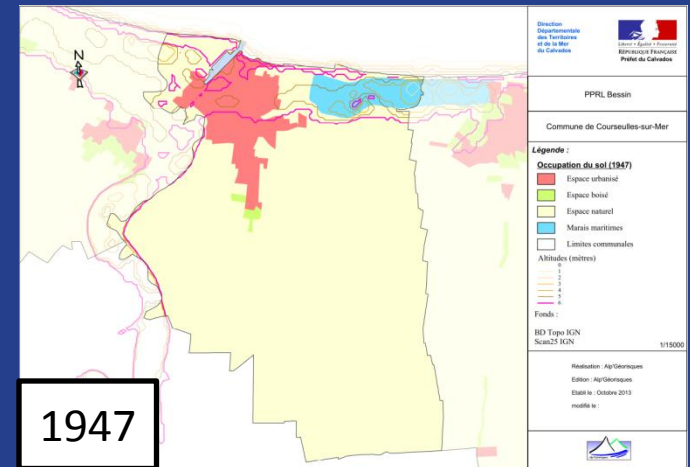 N
1947
Direction
Départementale
des Territoires
et de la Mer
du Calvados
Liberté • Égalité • Fraternité
RÉPUBLIQUE FRANÇAISE
Préfet du Calvados
PPRL Bessin
Commune de Courseulles-sur-Mer
Légende :
Occupation du sol (1947)
Espace urbanisé
Espace boisé
Espace naturel
Marais maritimes
Limites communales
Altitudes (mètres)
0
1
2
3
4
5
6
Fonds :
BD Topo IGN
Scan25 IGN
1/15000
Réalisation : Alp'Géorisques
Edition : Alp'Géorisques
Etabli le : Octobre 2013
modifié le :